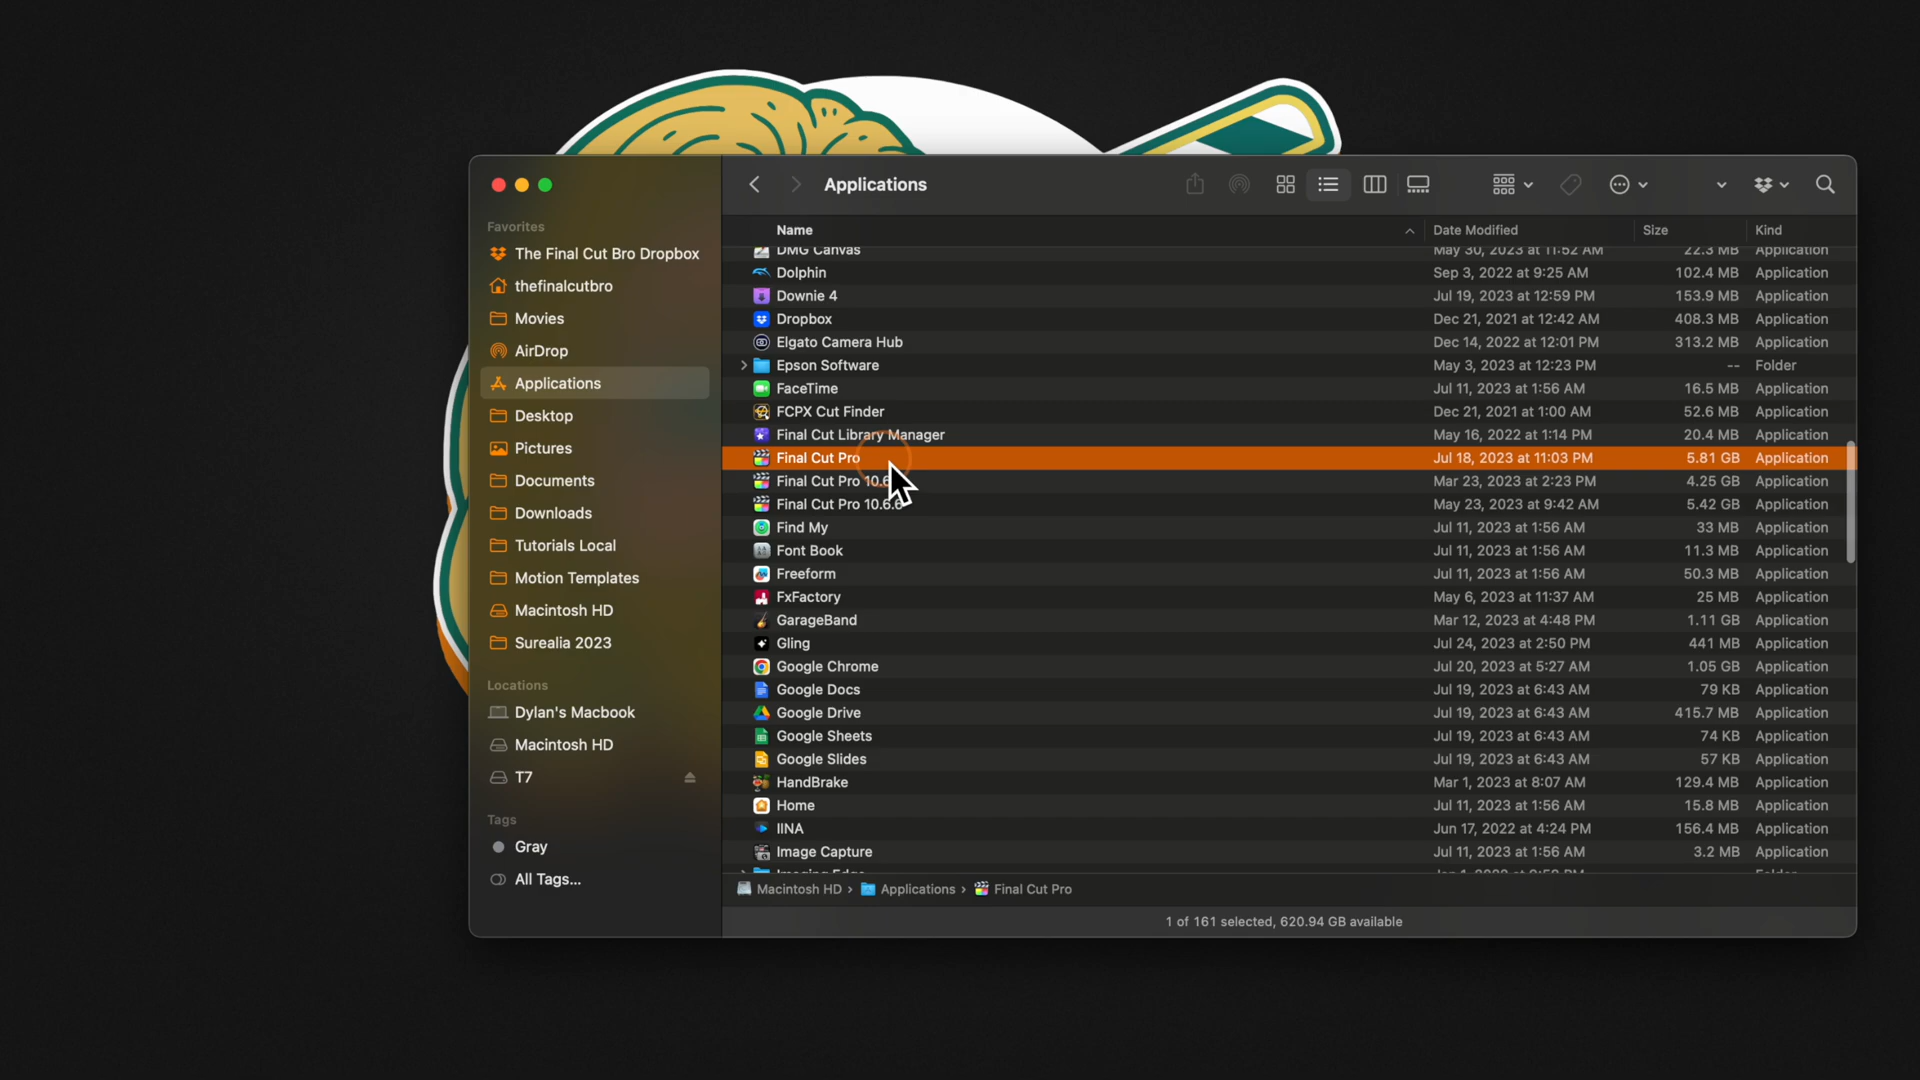 Applications
Favorites
The Final Cut Bro Dropbox
thefinalcutbro
Movies
AirDrop
Applications
Desktop
Pictures
Documents
Downloads
Tutorials Local
Motion Templates
Macintosh HD
Surealia 2023
Locations
Dylan's Macbook
Macintosh HD
T7
Tags
Gray
All Tags...
Name Date Modified Size Kind
DMG Canvas May 30, 2023 at 11:52 AM 22.3 MB Application
Dolphin Sep 3, 2022 at 9:25 AM 102.4 MB Application
Downie 4 Jul 19, 2023 at 12:59 PM 153.9 MB Application
Dropbox Dec 21, 2021 at 12:42 AM 408.3 MB Application
Elgato Camera Hub Dec 14, 2022 at 12:01 PM 313.2 MB Application
Epson Software May 3, 2023 at 12:23 PM -- Folder
FaceTime Jul 11, 2023 at 1:56 AM 16.5 MB Application
FCPX Cut Finder Dec 21, 2021 at 1:00 AM 52.6 MB Application
Final Cut Library Manager May 16, 2022 at 1:14 PM 20.4 MB Application
Final Cut Pro Jul 18, 2023 at 11:03 PM 5.81 GB Application
Final Cut Pro Mar 23, 2023 at 2:23 PM 4.25 GB Application
Final Cut Pro 10.6.6 May 23, 2023 at 9:42 AM 5.42 GB Application
Find My Jul 11, 2023 at 1:56 AM 33 MB Application
Font Book Jul 11, 2023 at 1:56 AM 11.3 MB Application
Freeform Jul 11, 2023 at 1:56 AM 50.3 MB Application
FxFactory May 6, 2023 at 11:37 AM 25 MB Application
GarageBand Mar 12, 2023 at 4:48 PM 1.11 GB Application
Gling Jul 24, 2023 at 2:50 PM 441 MB Application
Google Chrome Jul 20, 2023 at 5:27 AM 1.05 GB Application
Google Docs Jul 19, 2023 at 6:43 AM 79 KB Application
Google Drive Jul 19, 2023 at 6:43 AM 415.7 MB Application
Google Sheets Jul 19, 2023 at 6:43 AM 74 KB Application
Google Slides Jul 19, 2023 at 6:43 AM 57 KB Application
HandBrake Mar 1, 2023 at 8:07 AM 129.4 MB Application
Home Jul 11, 2023 at 1:56 AM 15.8 MB Application
IINA Jun 17, 2022 at 4:24 PM 156.4 MB Application
Image Capture Jul 11, 2023 at 1:56 AM 3.2 MB Application
Macintosh HD > Applications > Final Cut Pro
1 of 161 selected, 620.94 GB available